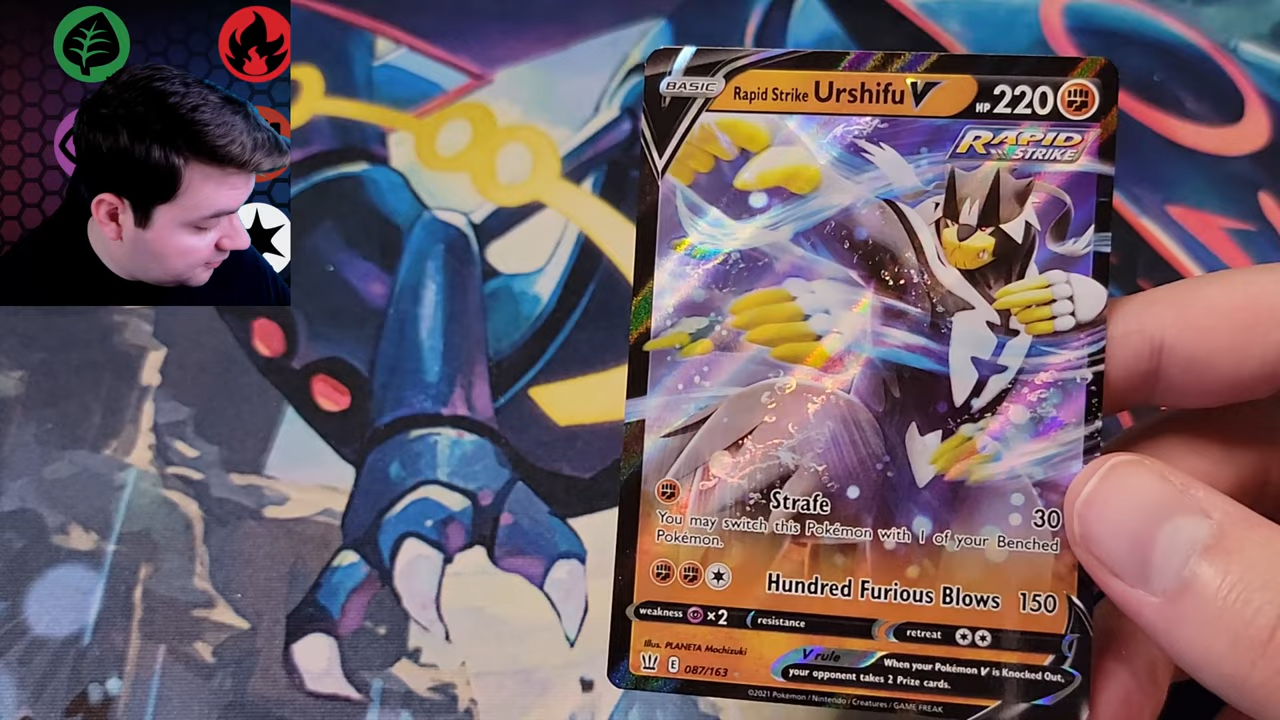 BASIC Rapid Strike Urshifu V HP 220
RAPID
STRIKE
Strafe 30
You may switch this Pokémon with 1 of your Benched
Pokémon.
Hundred Furious Blows 150
weakness ×2 resistance retreat
Illus. PLANETA Mochizuki
E 087/163
V rule When your Pokémon V is Knocked Out,
your opponent takes 2 Prize cards.
©2021 Pokémon / Nintendo / Creatures / GAME FREAK